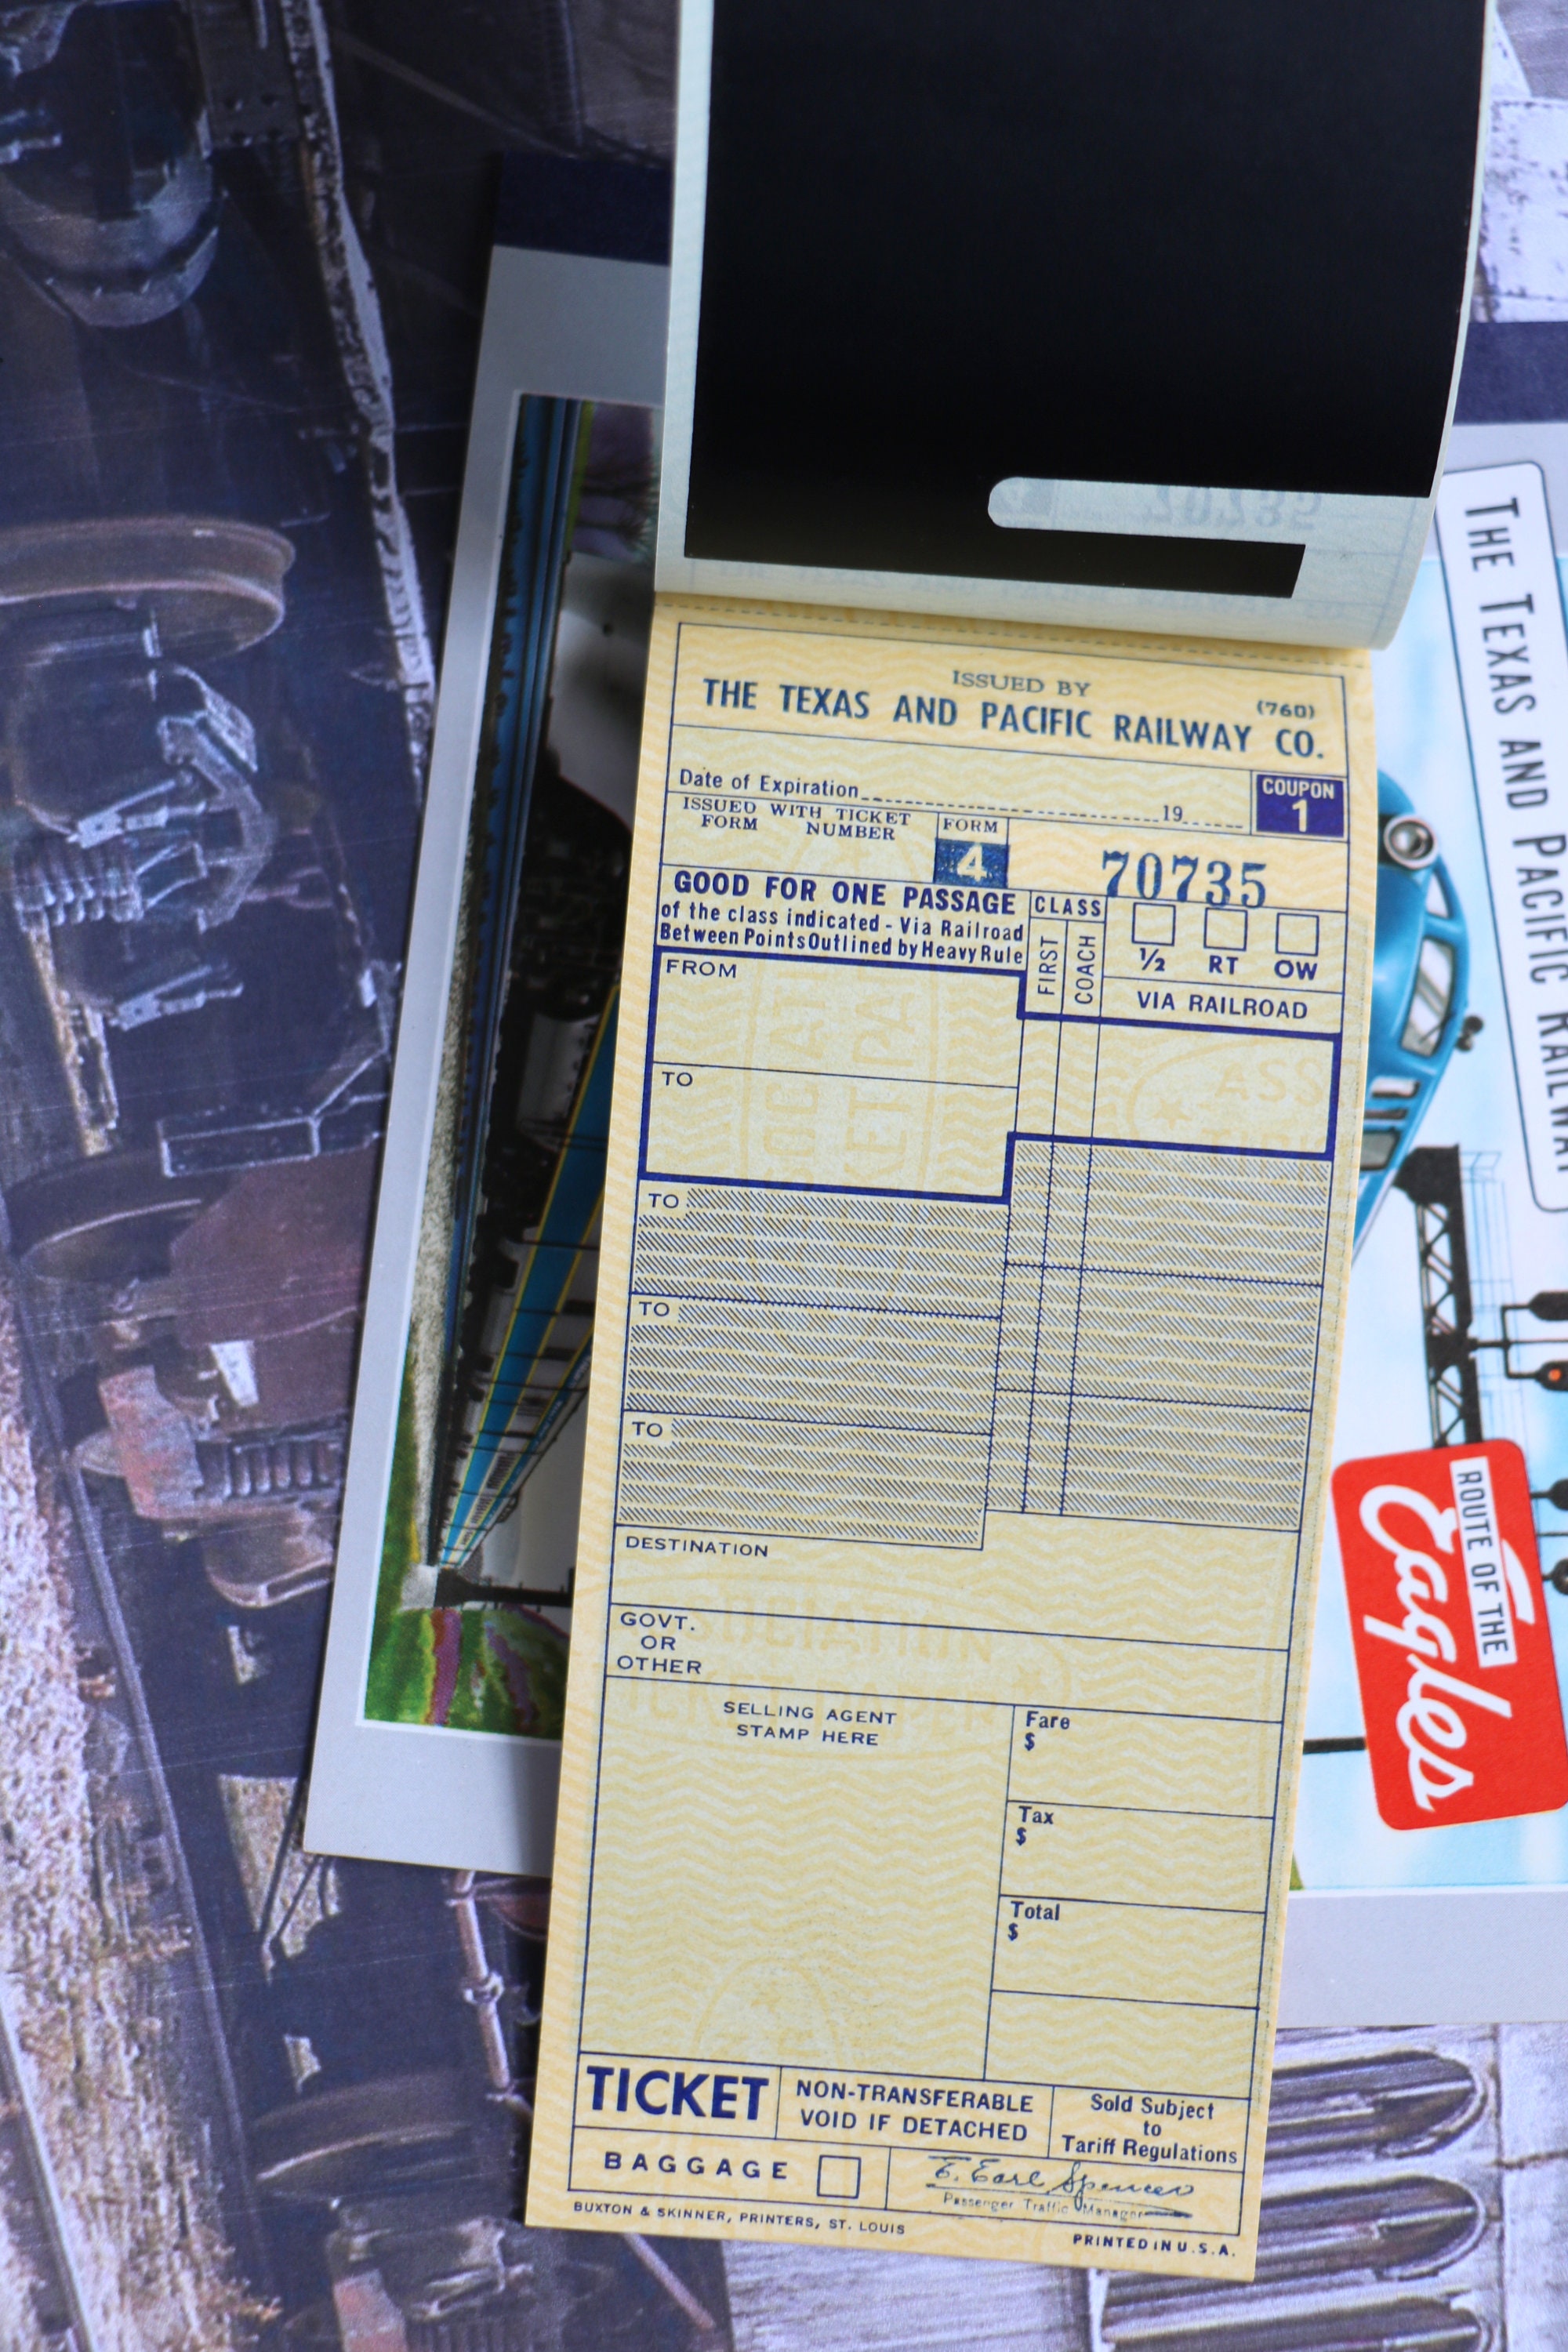 ISSUED BY
(760)
THE TEXAS AND PACIFIC RAILWAY CO.
Date of Expiration 19
COUPON
1
ISSUED WITH TICKET
FORM NUMBER
FORM
4
70735
GOOD FOR ONE PASSAGE
of the class indicated - Via Railroad
Between Points Outlined by Heavy Rule
CLASS
FIRST
COACH
½ RT OW
VIA RAILROAD
FROM
TO
TO
TO
TO
DESTINATION
GOVT.
OR
OTHER
SELLING AGENT
STAMP HERE
Fare
$
Tax
$
Total
$
TICKET
NON-TRANSFERABLE
VOID IF DETACHED
Sold Subject
to
Tariff Regulations
BAGGAGE
E. Earl Spencer
Passenger Traffic Manager
BUXTON & SKINNER, PRINTERS, ST. LOUIS
PRINTED IN U.S.A.
THE TEXAS AND PACIFIC RAILWAY
ROUTE OF THE
Eagles